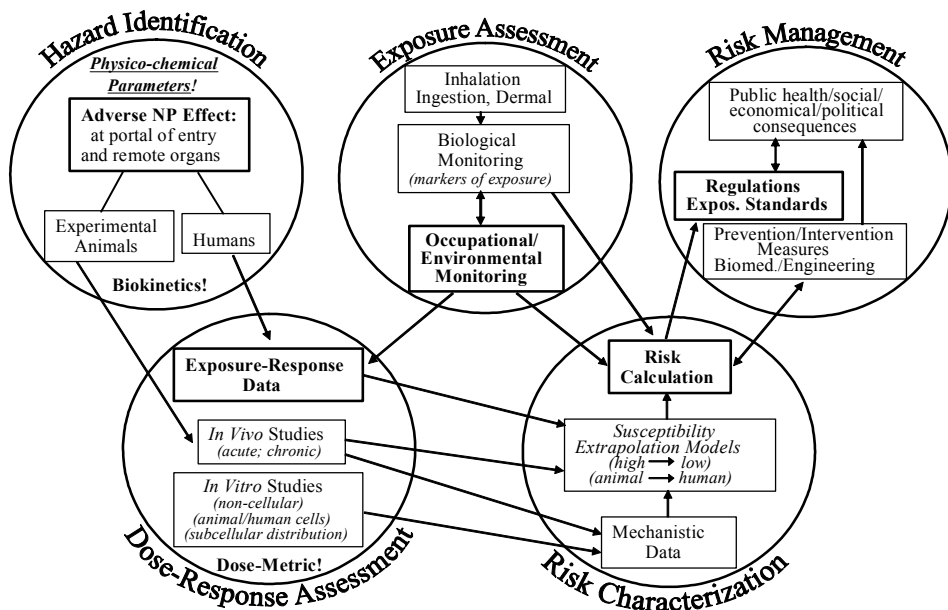 Hazard Identification
Physico-chemical
Parameters!
Adverse NP Effect:
at portal of entry
and remote organs
Experimental
Animals
Humans
Biokinetics!
Exposure Assessment
Inhalation
Ingestion, Dermal
Biological
Monitoring
(markers of exposure)
Occupational/
Environmental
Monitoring
Risk Management
Public health/social/
economical/political
consequences
Regulations
Expos. Standards
Prevention/Intervention
Measures
Biomed./Engineering
Exposure-Response
Data
In Vivo Studies
(acute; chronic)
In Vitro Studies
(non-cellular)
(animal/human cells)
(subcellular distribution)
Dose-Metric!
Dose-Response Assessment
Risk
Calculation
Susceptibility
Extrapolation Models
(high → low)
(animal → human)
Mechanistic
Data
Risk Characterization